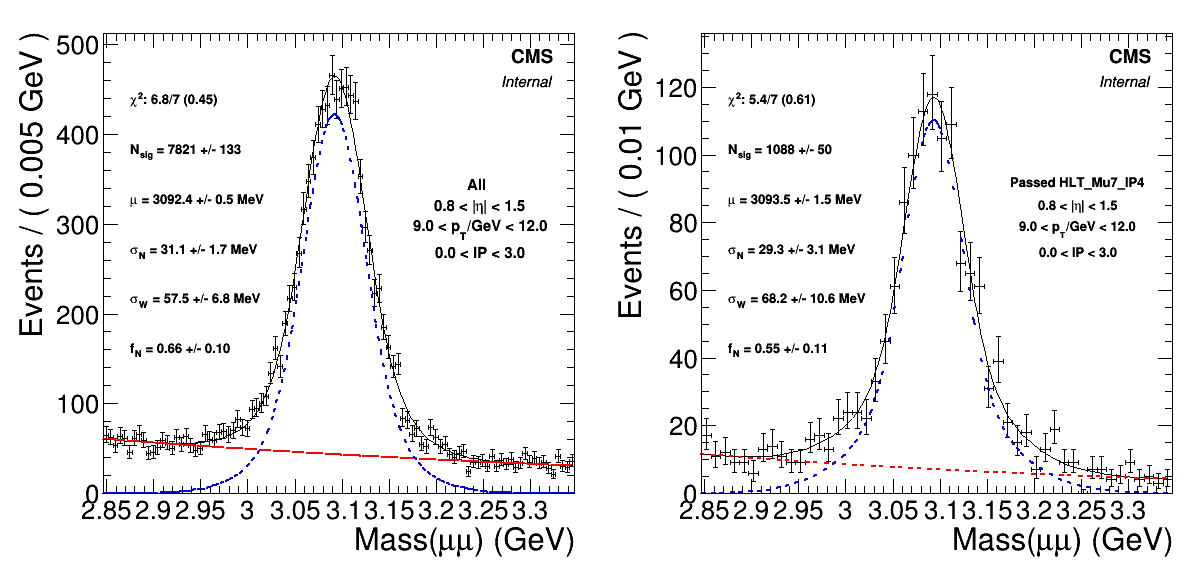 Events / ( 0.005 GeV )
500
400
300
200
100
0
CMS
Internal
χ²: 6.8/7 (0.45)
N_sig = 7821 +/- 133
μ = 3092.4 +/- 0.5 MeV
σ_N = 31.1 +/- 1.7 MeV
σ_W = 57.5 +/- 6.8 MeV
f_N = 0.66 +/- 0.10
All
0.8 < |η| < 1.5
9.0 < p_T/GeV < 12.0
0.0 < IP < 3.0
2.85 2.9 2.95 3 3.05 3.1 3.15 3.2 3.25 3.3
Mass(μμ) (GeV)
Events / ( 0.01 GeV )
120
100
80
60
40
20
0
CMS
Internal
χ²: 5.4/7 (0.61)
N_sig = 1088 +/- 50
μ = 3093.5 +/- 1.5 MeV
σ_N = 29.3 +/- 3.1 MeV
σ_W = 68.2 +/- 10.6 MeV
f_N = 0.55 +/- 0.11
Passed HLT_Mu7_IP4
0.8 < |η| < 1.5
9.0 < p_T/GeV < 12.0
0.0 < IP < 3.0
2.85 2.9 2.95 3 3.05 3.1 3.15 3.2 3.25 3.3
Mass(μμ) (GeV)